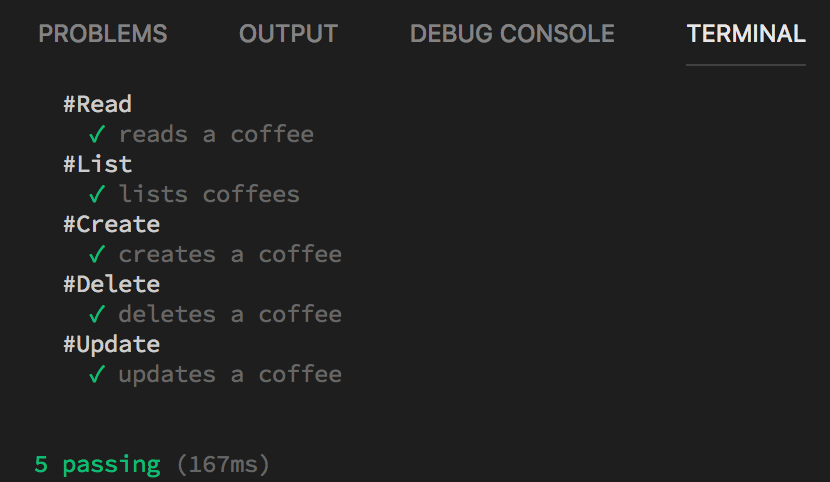 PROBLEMS OUTPUT DEBUG CONSOLE TERMINAL
#Read
✓ reads a coffee
#List
✓ lists coffees
#Create
✓ creates a coffee
#Delete
✓ deletes a coffee
#Update
✓ updates a coffee
5 passing (167ms)